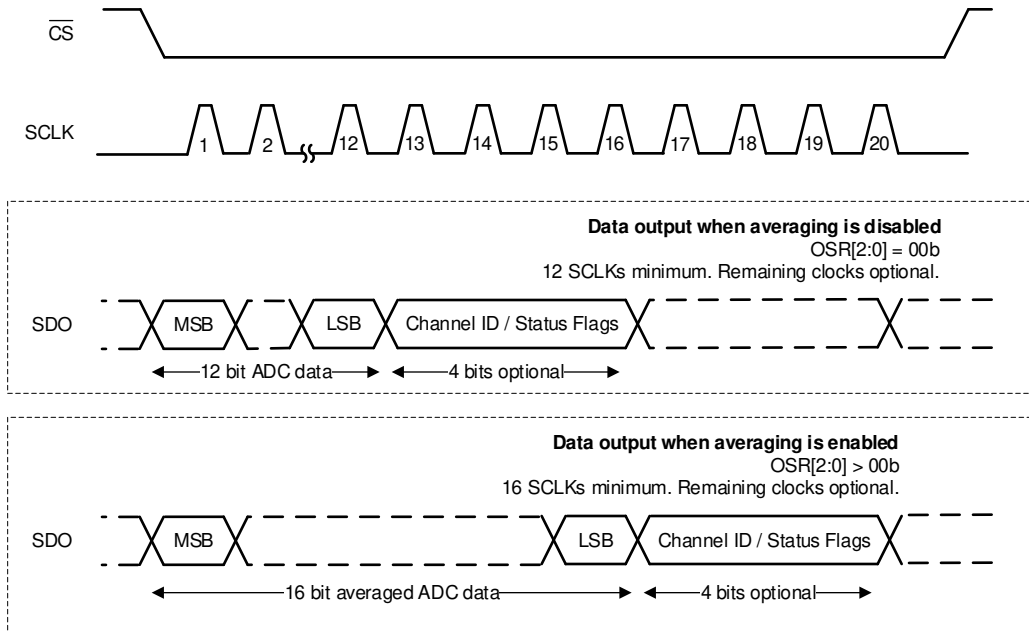 CS
SCLK
1 2 12 13 14 15 16 17 18 19 20
Data output when averaging is disabled
OSR[2:0] = 00b
12 SCLKs minimum. Remaining clocks optional.
SDO MSB LSB Channel ID / Status Flags
12 bit ADC data 4 bits optional
Data output when averaging is enabled
OSR[2:0] > 00b
16 SCLKs minimum. Remaining clocks optional.
SDO MSB LSB Channel ID / Status Flags
16 bit averaged ADC data 4 bits optional